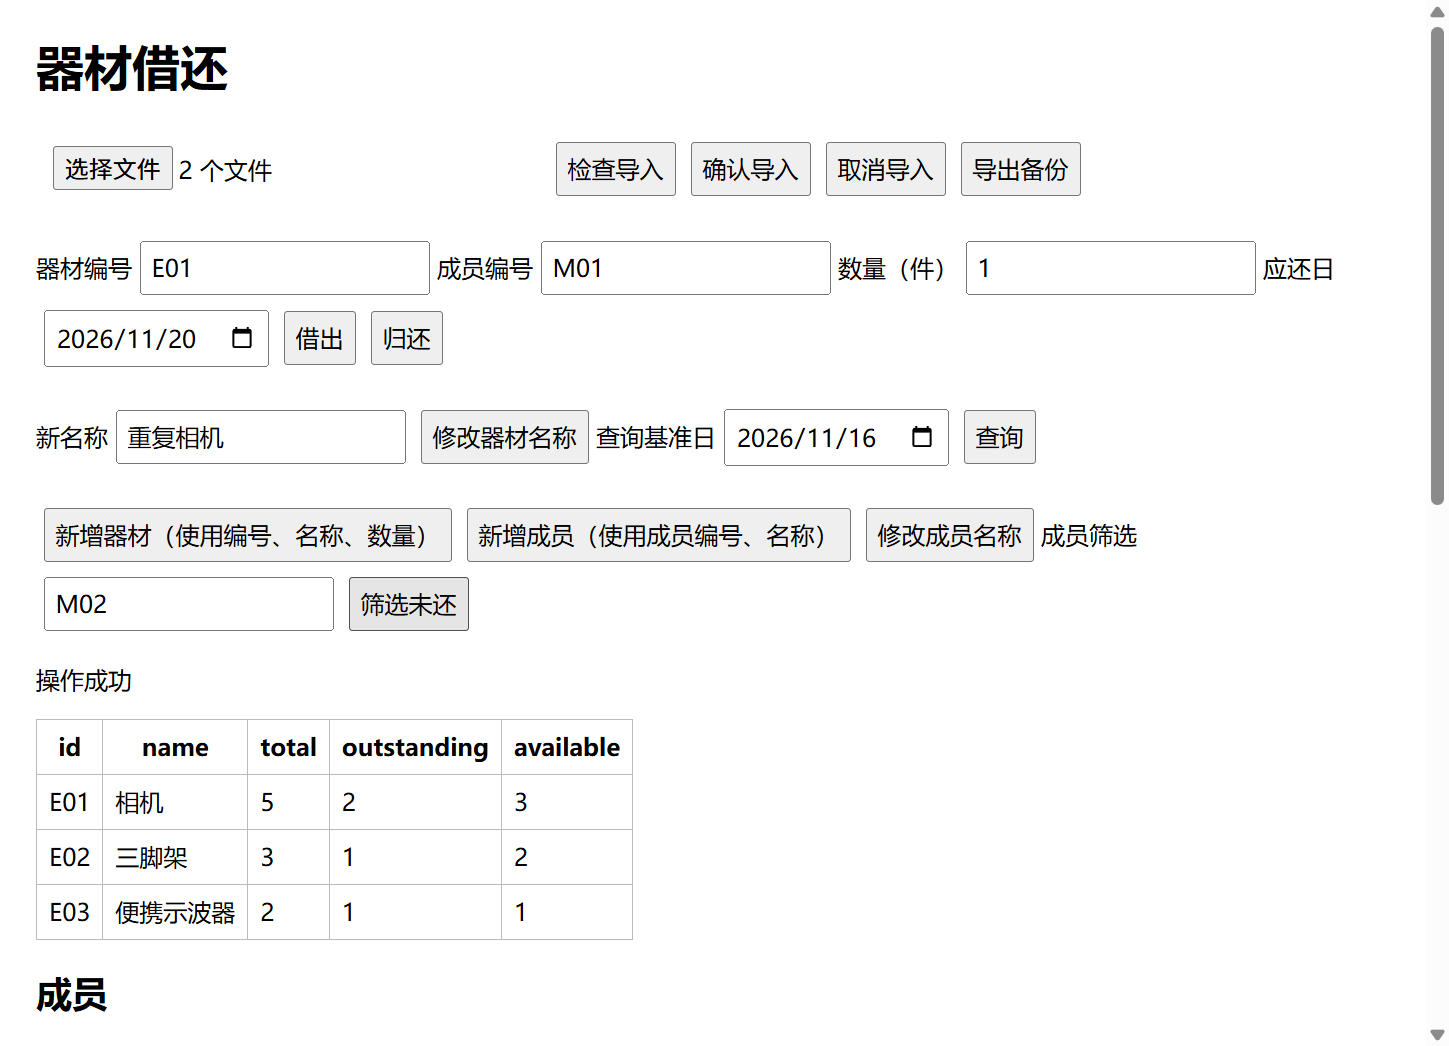 器材借还
选择文件 2 个文件 检查导入 确认导入 取消导入 导出备份
器材编号 E01 成员编号 M01 数量（件） 1 应还日
2026/11/20 借出 归还
新名称 重复相机 修改器材名称 查询基准日 2026/11/16 查询
新增器材（使用编号、名称、数量） 新增成员（使用成员编号、名称） 修改成员名称 成员筛选
M02 筛选未还
操作成功
id name total outstanding available
E01 相机 5 2 3
E02 三脚架 3 1 2
E03 便携示波器 2 1 1
成员